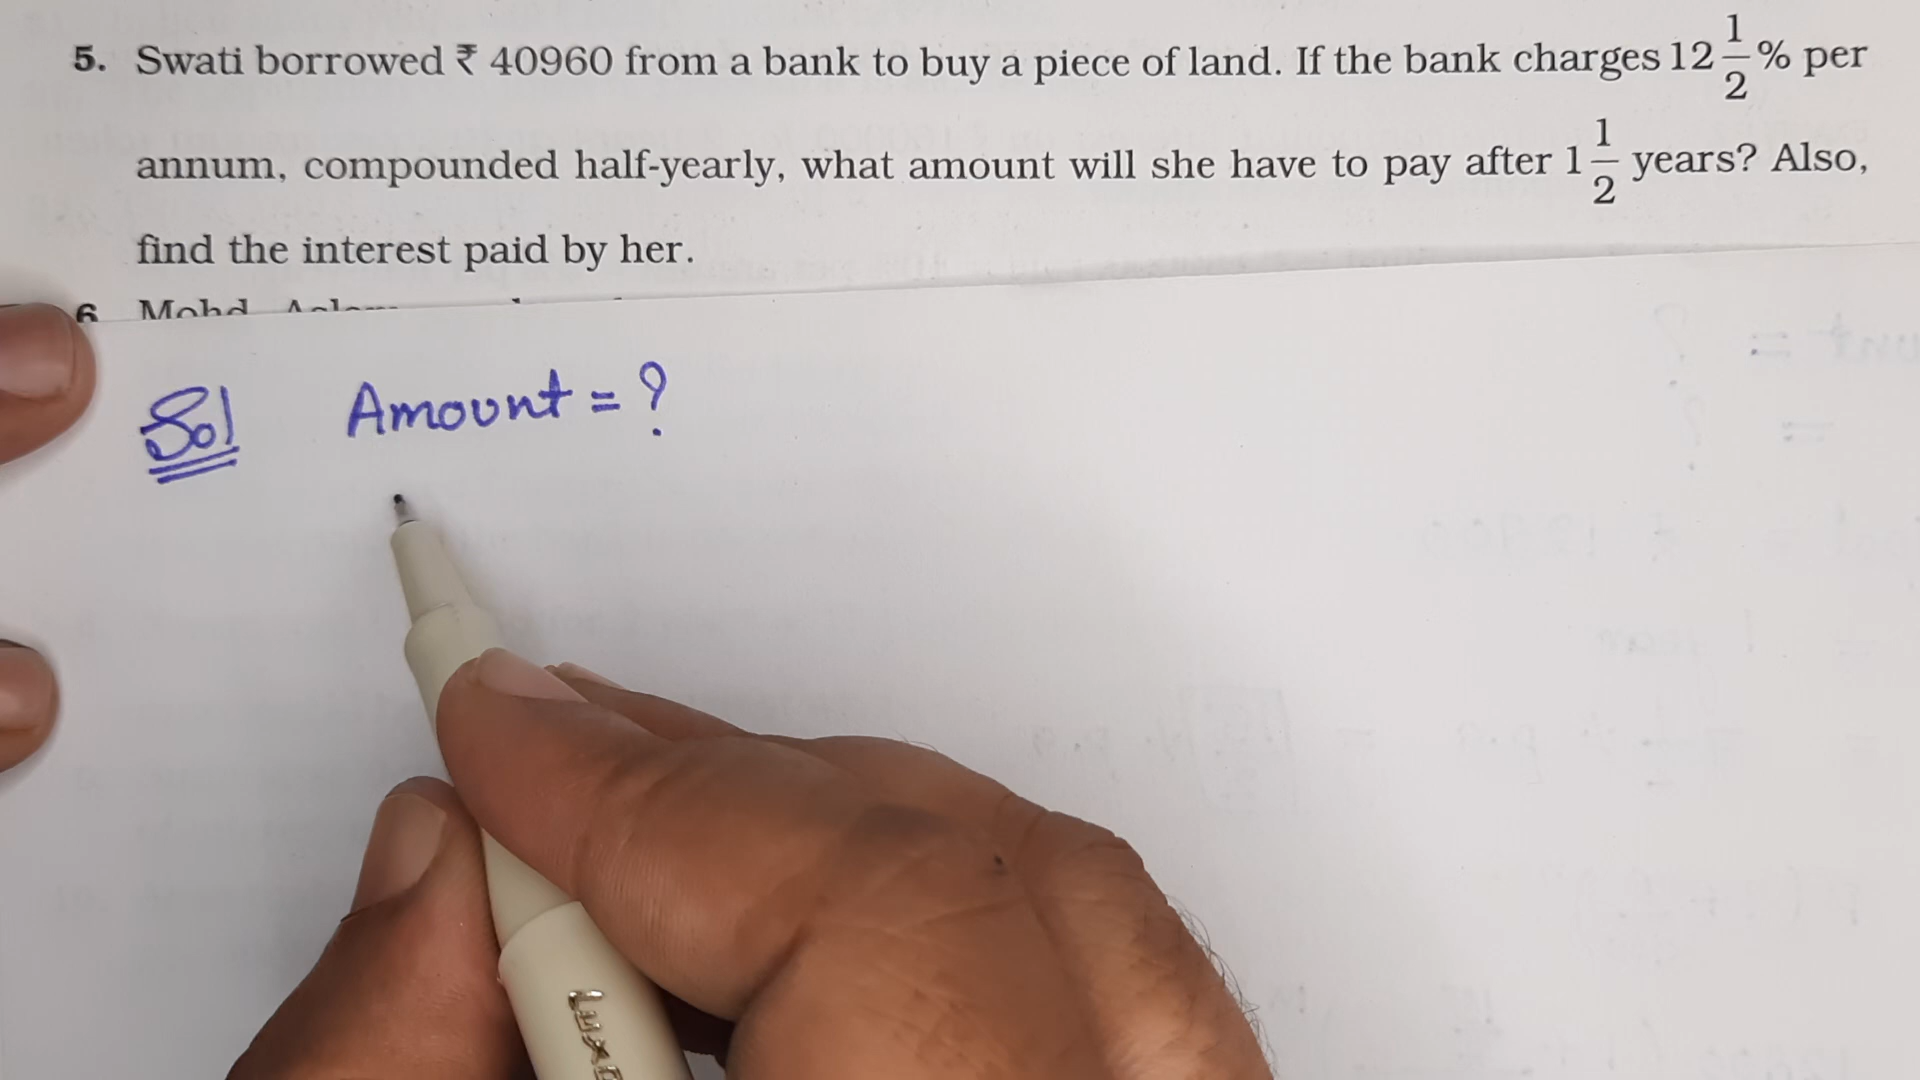 5. Swati borrowed ₹ 40960 from a bank to buy a piece of land. If the bank charges 12 1/2 % per
annum, compounded half-yearly, what amount will she have to pay after 1 1/2 years? Also,
find the interest paid by her.
6 Mohd
Sol Amount = ?